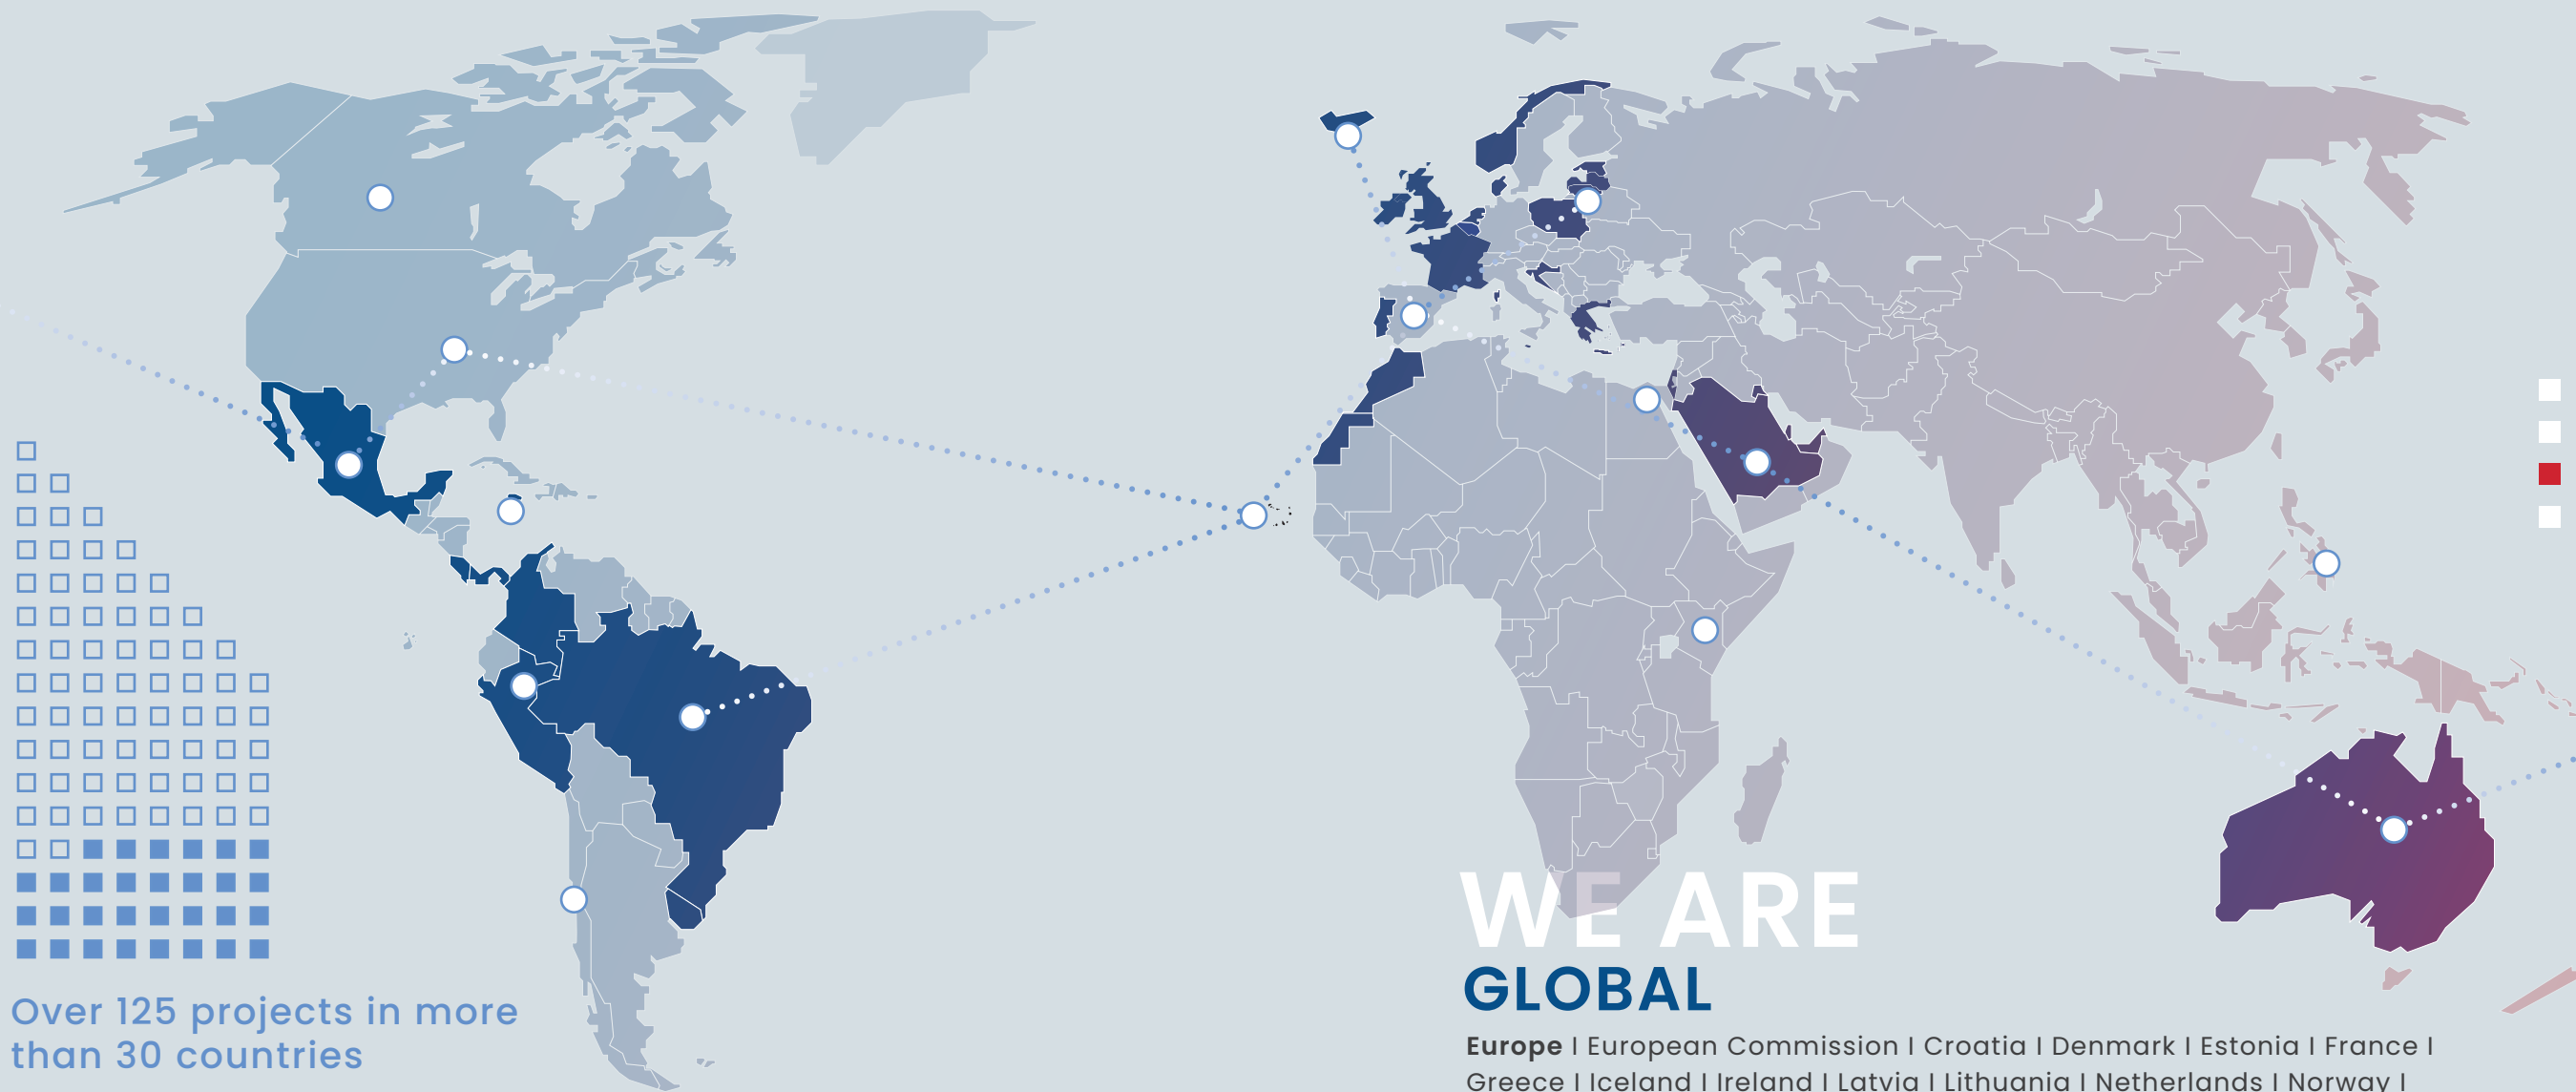 Over 125 projects in more
than 30 countries
WE ARE
GLOBAL
Europe I European Commission I Croatia I Denmark I Estonia I France I
Greece I Iceland I Ireland I Latvia I Lithuania I Netherlands I Norway I